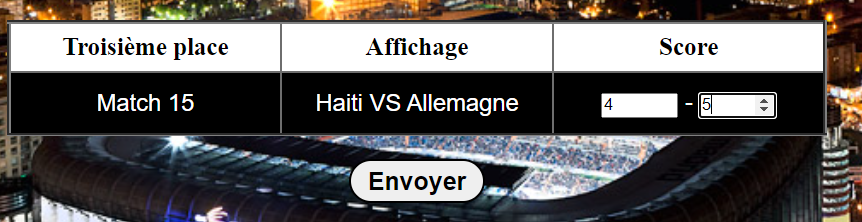 Troisième place Affichage Score
Match 15 Haiti VS Allemagne 4 - 5
Envoyer